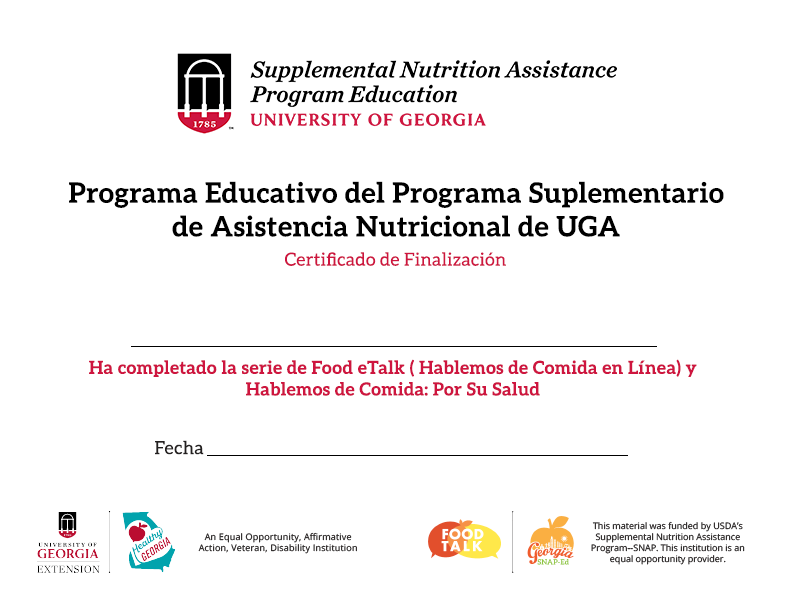 Supplemental Nutrition Assistance
Program Education
UNIVERSITY OF GEORGIA
1785
Programa Educativo del Programa Suplementario
de Asistencia Nutricional de UGA
Certificado de Finalización
Ha completado la serie de Food eTalk ( Hablemos de Comida en Línea) y
Hablemos de Comida: Por Su Salud
Fecha
UNIVERSITY OF
GEORGIA
EXTENSION
Healthy
GEORGIA
An Equal Opportunity, Affirmative
Action, Veteran, Disability Institution
FOOD
TALK
Georgia
SNAP-Ed
This material was funded by USDA's
Supplemental Nutrition Assistance
Program--SNAP. This institution is an
equal opportunity provider.